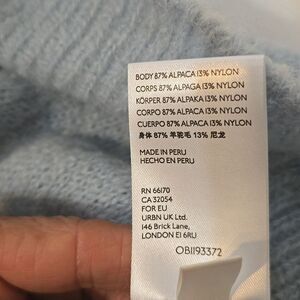 BODY 87% ALPACA 13% NYLON
CORPS 87% ALPAGA 13% NYLON
KÖRPER 87% ALPAKA 13% NYLON
CORPO 87% ALPACA 13% NYLON
CUERPO 87% ALPACA 13% NYLON
身体 87% 羊驼毛 13% 尼龙
MADE IN PERU
HECHO EN PERU
RN 66170
CA 32054
FOR EU
URBN UK Ltd.
146 Brick Lane,
LONDON E1 6RU
OB1193372